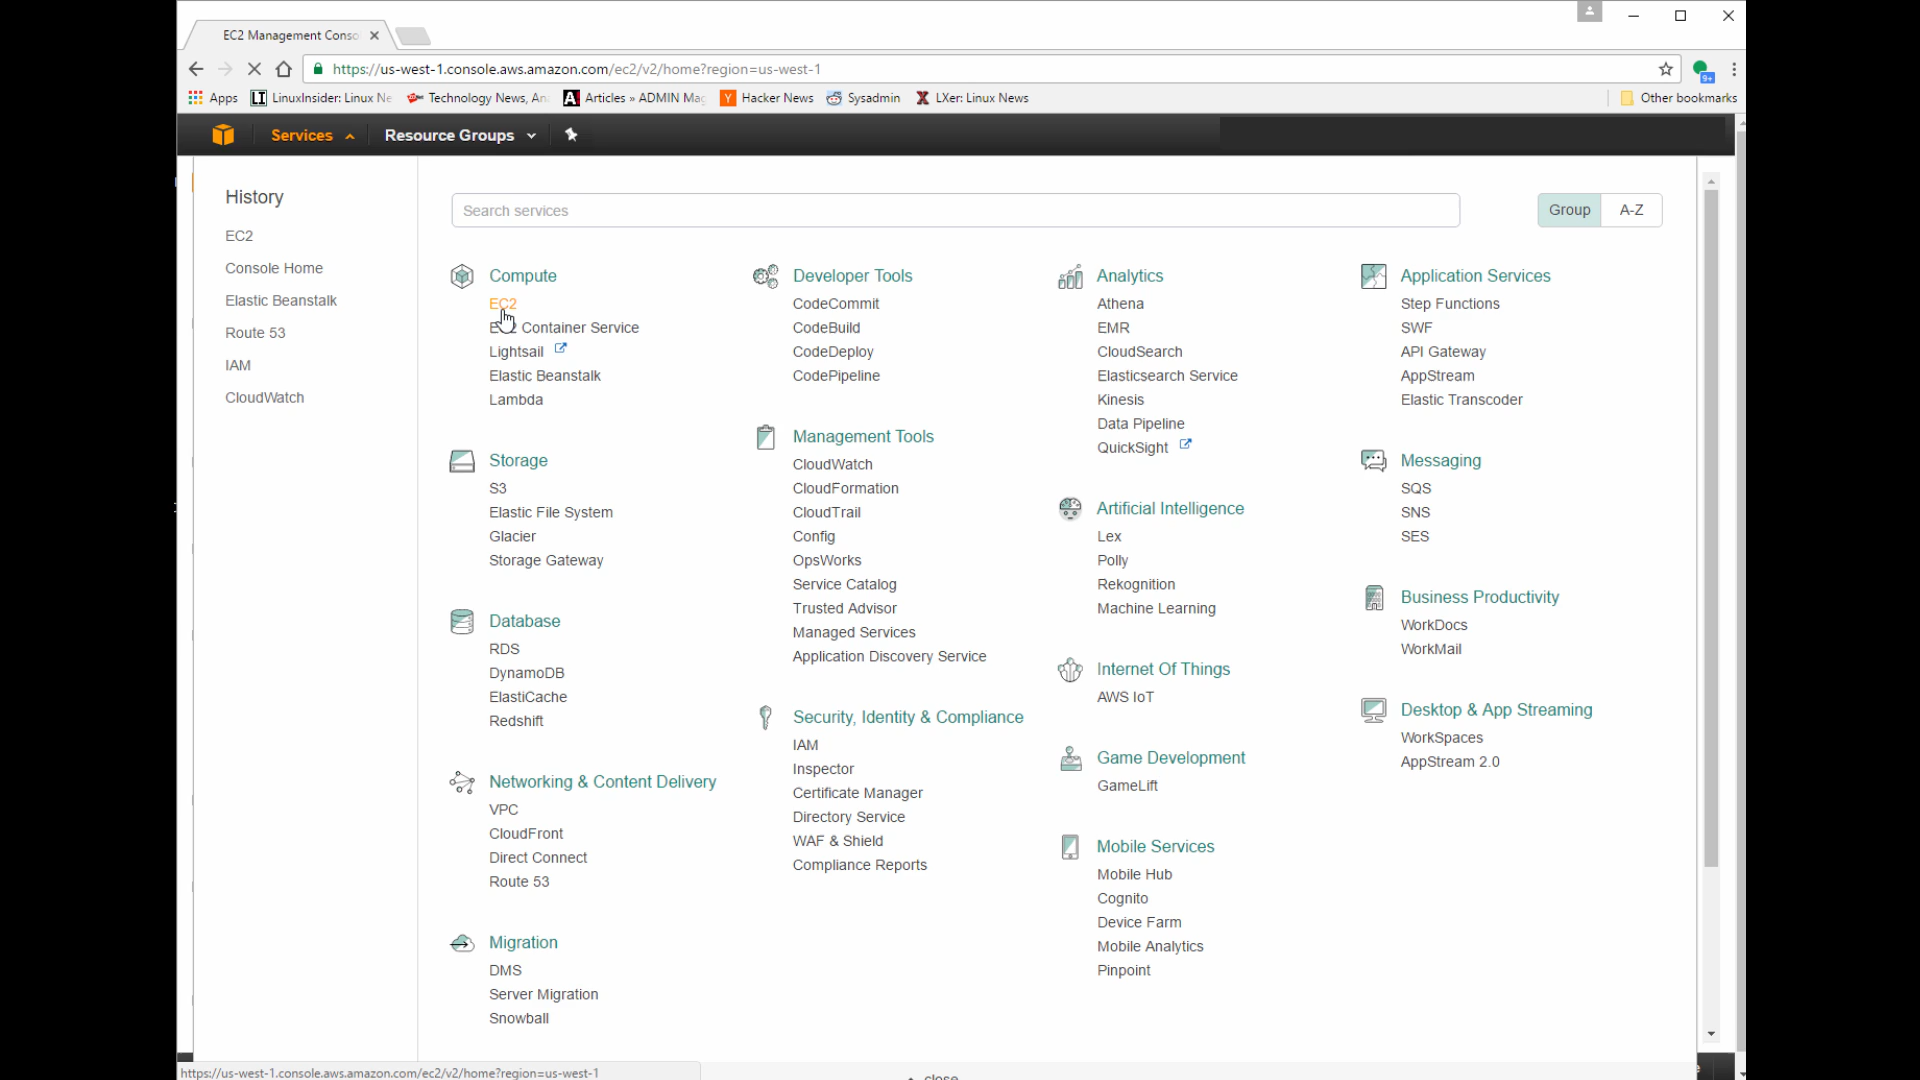 EC2 Management Conso
https://us-west-1.console.aws.amazon.com/ec2/v2/home?region=us-west-1
9+
Apps
LinuxInsider: Linux Ne
Technology News, An
Articles » ADMIN Mag
Hacker News
Sysadmin
LXer: Linux News
Other bookmarks
Services
Resource Groups
History
EC2
Console Home
Elastic Beanstalk
Route 53
IAM
CloudWatch
Search services
Group
A-Z
Compute
EC2
EC2 Container Service
Lightsail
Elastic Beanstalk
Lambda
Storage
S3
Elastic File System
Glacier
Storage Gateway
Database
RDS
DynamoDB
ElastiCache
Redshift
Networking & Content Delivery
VPC
CloudFront
Direct Connect
Route 53
Migration
DMS
Server Migration
Snowball
Developer Tools
CodeCommit
CodeBuild
CodeDeploy
CodePipeline
Management Tools
CloudWatch
CloudFormation
CloudTrail
Config
OpsWorks
Service Catalog
Trusted Advisor
Managed Services
Application Discovery Service
Security, Identity & Compliance
IAM
Inspector
Certificate Manager
Directory Service
WAF & Shield
Compliance Reports
Analytics
Athena
EMR
CloudSearch
Elasticsearch Service
Kinesis
Data Pipeline
QuickSight
Artificial Intelligence
Lex
Polly
Rekognition
Machine Learning
Internet Of Things
AWS IoT
Game Development
GameLift
Mobile Services
Mobile Hub
Cognito
Device Farm
Mobile Analytics
Pinpoint
Application Services
Step Functions
SWF
API Gateway
AppStream
Elastic Transcoder
Messaging
SQS
SNS
SES
Business Productivity
WorkDocs
WorkMail
Desktop & App Streaming
WorkSpaces
AppStream 2.0
https://us-west-1.console.aws.amazon.com/ec2/v2/home?region=us-west-1
close